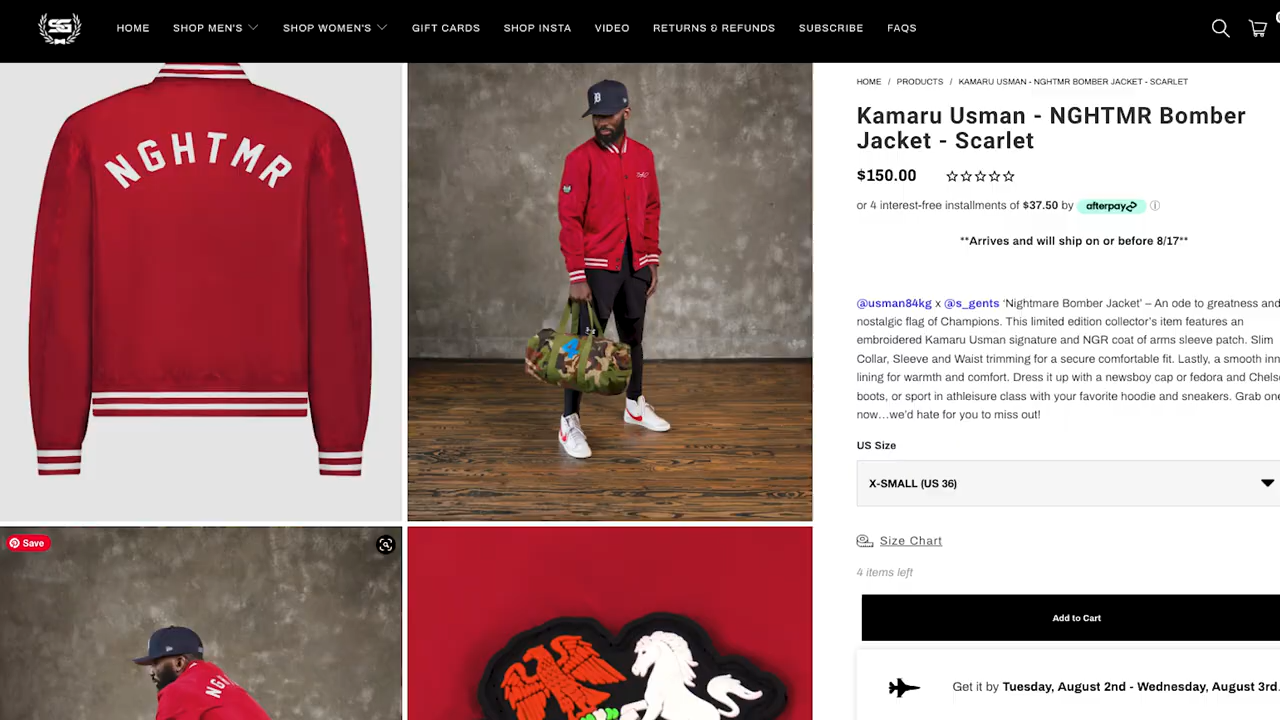 SG
HOME
SHOP MEN'S
SHOP WOMEN'S
GIFT CARDS
SHOP INSTA
VIDEO
RETURNS & REFUNDS
SUBSCRIBE
FAQS
NGHTMR
Save
HOME / PRODUCTS / KAMARU USMAN - NGHTMR BOMBER JACKET - SCARLET
Kamaru Usman - NGHTMR Bomber
Jacket - Scarlet
$150.00
or 4 interest-free installments of $37.50 by afterpay
**Arrives and will ship on or before 8/17**
@usman84kg x @s_gents ‘Nightmare Bomber Jacket’ – An ode to greatness and
nostalgic flag of Champions. This limited edition collector’s item features an
embroidered Kamaru Usman signature and NGR coat of arms sleeve patch. Slim
Collar, Sleeve and Waist trimming for a secure comfortable fit. Lastly, a smooth inn
lining for warmth and comfort. Dress it up with a newsboy cap or fedora and Chels
boots, or sport in athleisure class with your favorite hoodie and sneakers. Grab one
now...we’d hate for you to miss out!
US Size
X-SMALL (US 36)
Size Chart
4 items left
Add to Cart
Get it by Tuesday, August 2nd - Wednesday, August 3rd.